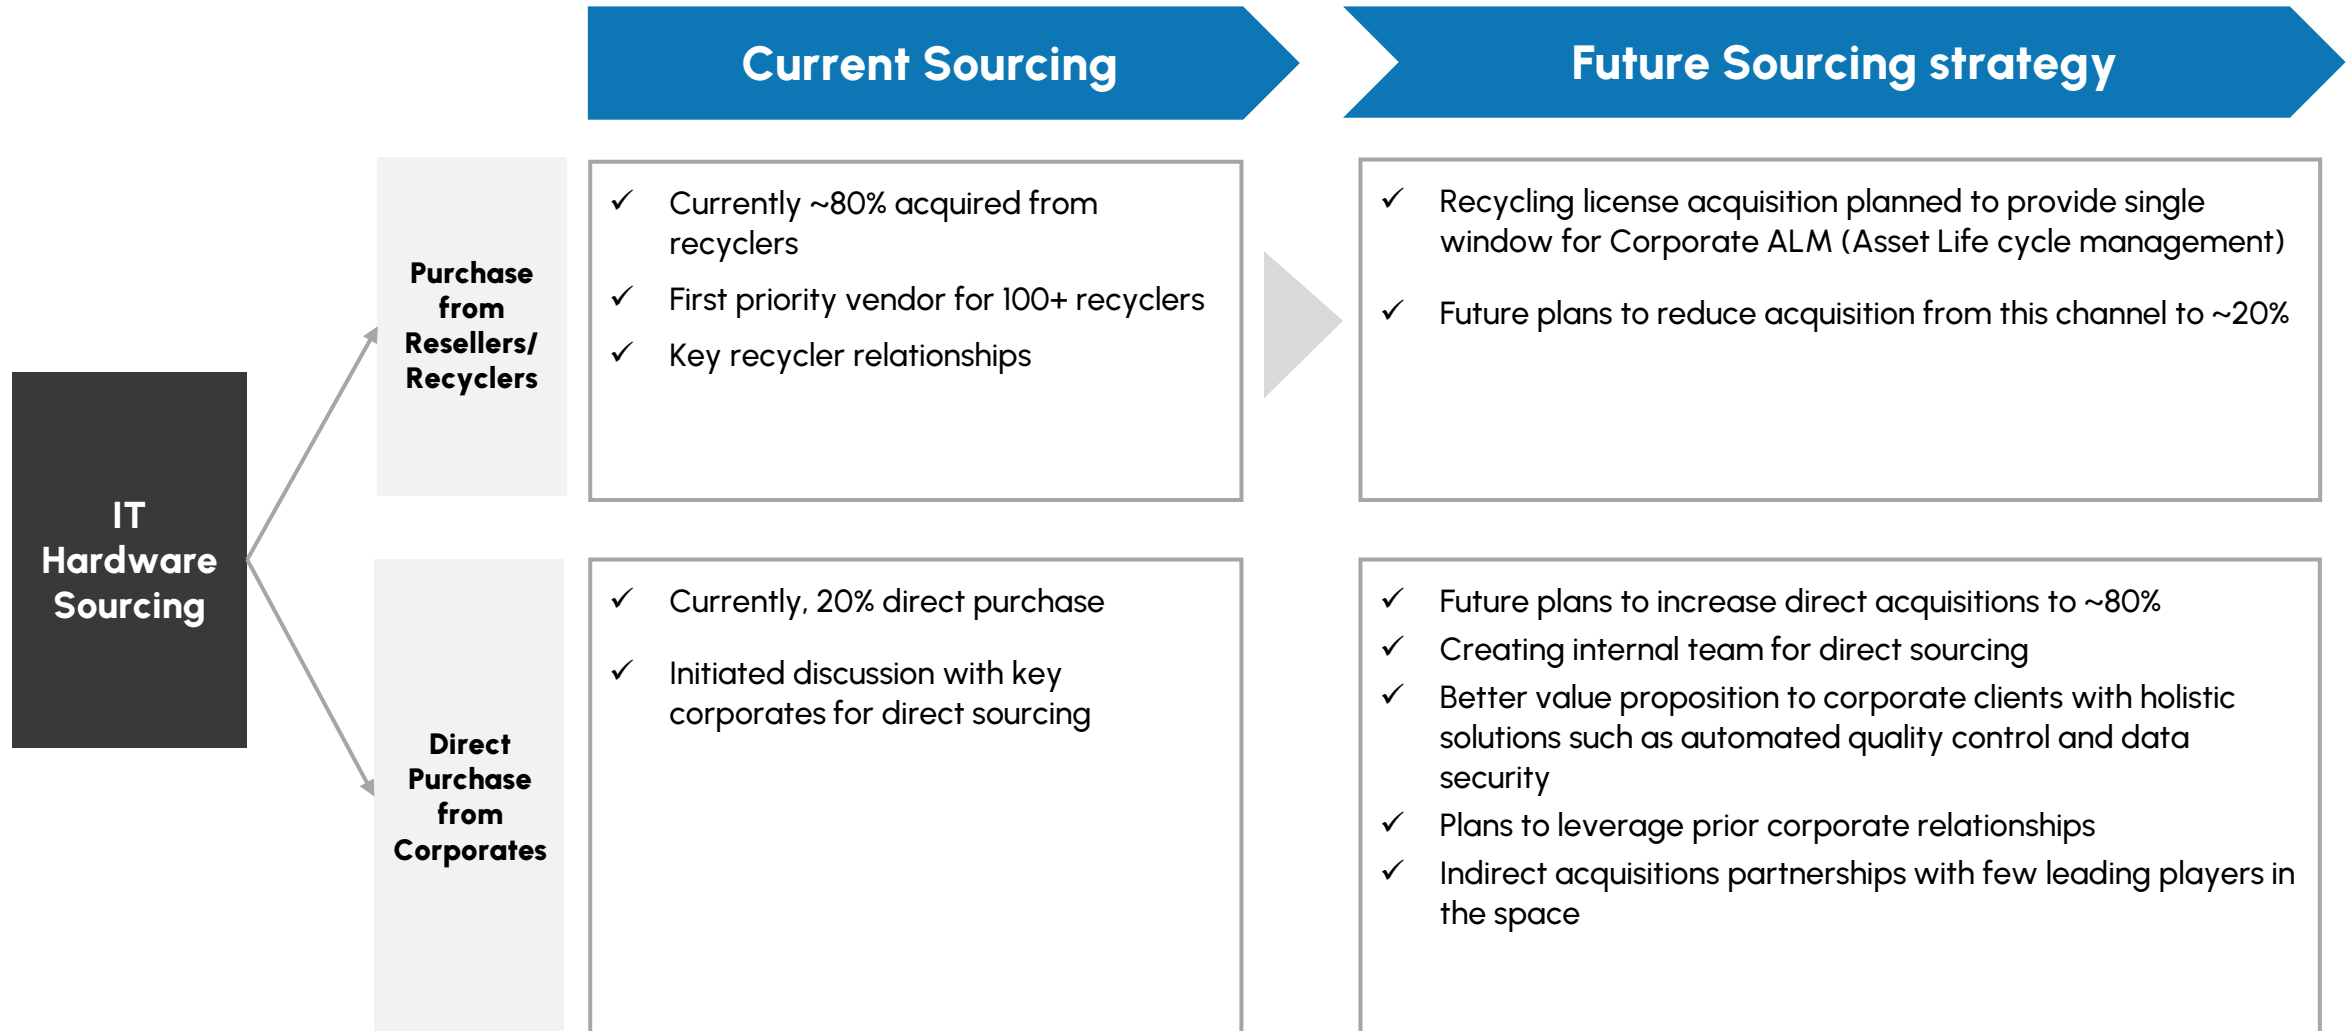 Current Sourcing
Future Sourcing strategy
IT
Hardware
Sourcing
Purchase
from
Resellers/
Recyclers
✓ Currently ~80% acquired from
recyclers
✓ First priority vendor for 100+ recyclers
✓ Key recycler relationships
✓ Recycling license acquisition planned to provide single
window for Corporate ALM (Asset Life cycle management)
✓ Future plans to reduce acquisition from this channel to ~20%
Direct
Purchase
from
Corporates
✓ Currently, 20% direct purchase
✓ Initiated discussion with key
corporates for direct sourcing
✓ Future plans to increase direct acquisitions to ~80%
✓ Creating internal team for direct sourcing
✓ Better value proposition to corporate clients with holistic
solutions such as automated quality control and data
security
✓ Plans to leverage prior corporate relationships
✓ Indirect acquisitions partnerships with few leading players in
the space